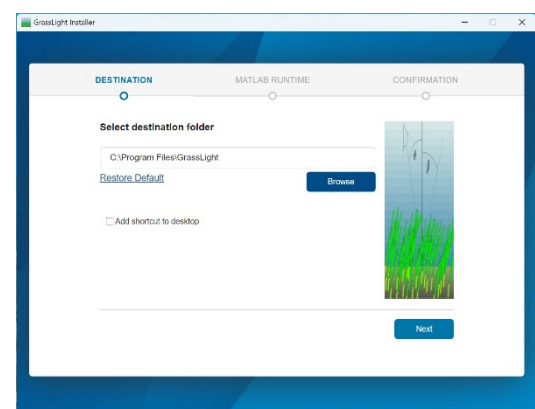 GrassLight Installer
DESTINATION MATLAB RUNTIME CONFIRMATION
Select destination folder
C:\Program Files\GrassLight
Restore Default
Browse
Add shortcut to desktop
Next